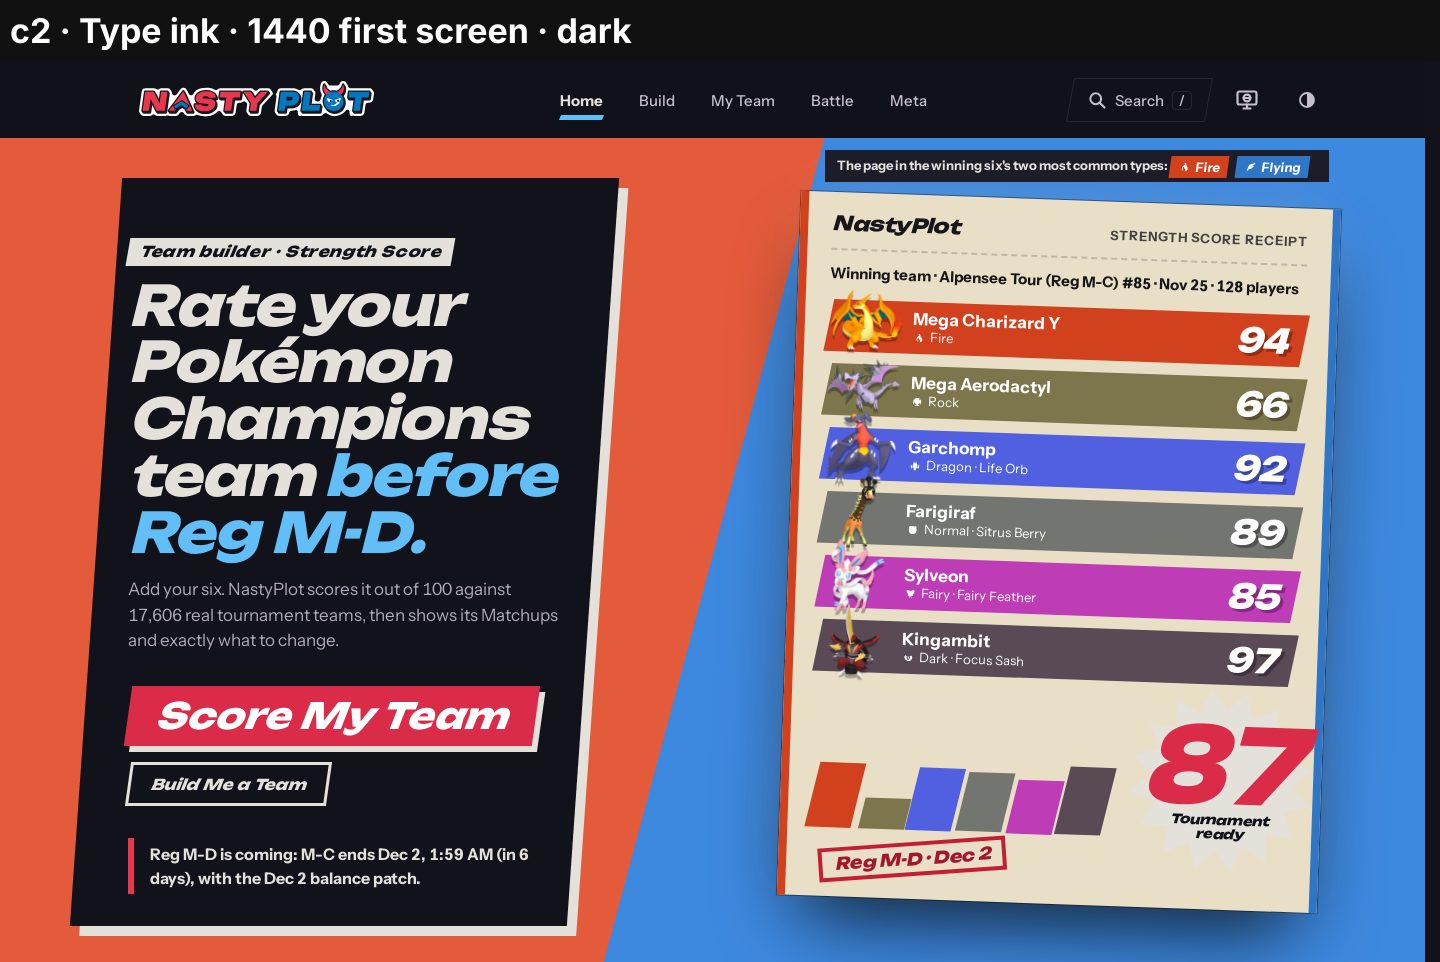 c2 · Type ink · 1440 first screen · dark
NASTY PLOT
Home
Build
My Team
Battle
Meta
Search /
The page in the winning six's two most common types: Fire Flying
Team builder · Strength Score
Rate your
Pokémon
Champions
team before
Reg M-D.
Add your six. NastyPlot scores it out of 100 against
17,606 real tournament teams, then shows its Matchups
and exactly what to change.
Score My Team
Build Me a Team
Reg M-D is coming: M-C ends Dec 2, 1:59 AM (in 6
days), with the Dec 2 balance patch.
NastyPlot
STRENGTH SCORE RECEIPT
Winning team · Alpensee Tour (Reg M-C) #85 · Nov 25 · 128 players
Mega Charizard Y
Fire
94
Mega Aerodactyl
Rock
66
Garchomp
Dragon · Life Orb
92
Farigiraf
Normal · Sitrus Berry
89
Sylveon
Fairy · Fairy Feather
85
Kingambit
Dark · Focus Sash
97
87
Tournament
ready
Reg M-D · Dec 2